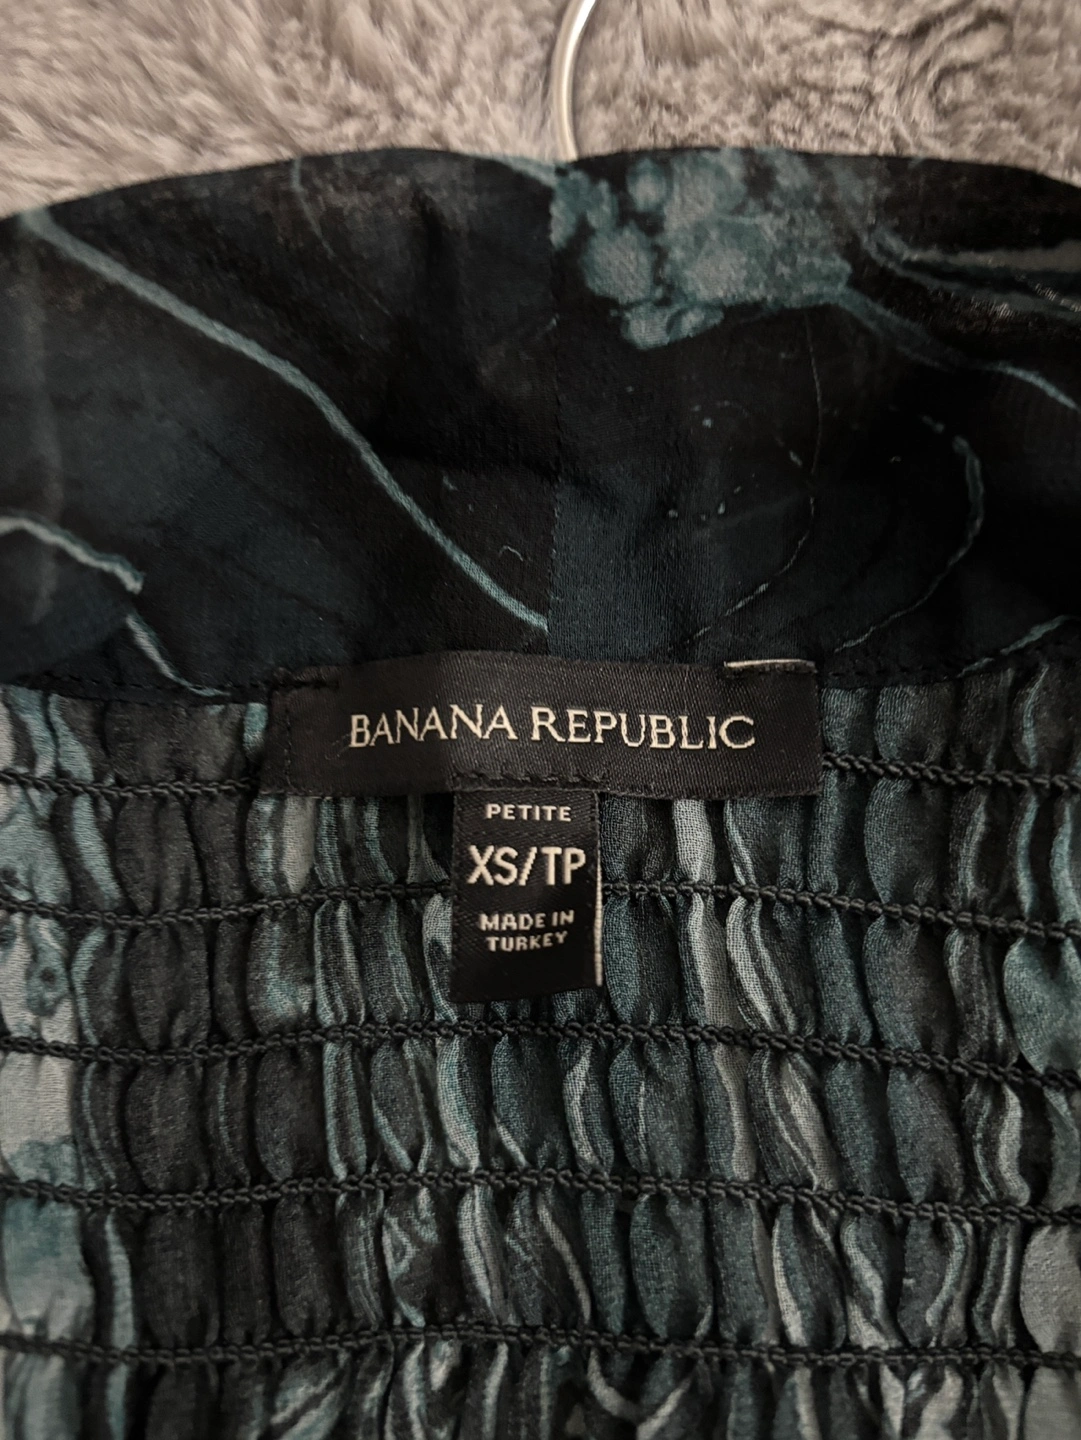 BANANA REPUBLIC
PETITE
XS/TP
MADE IN
TURKEY